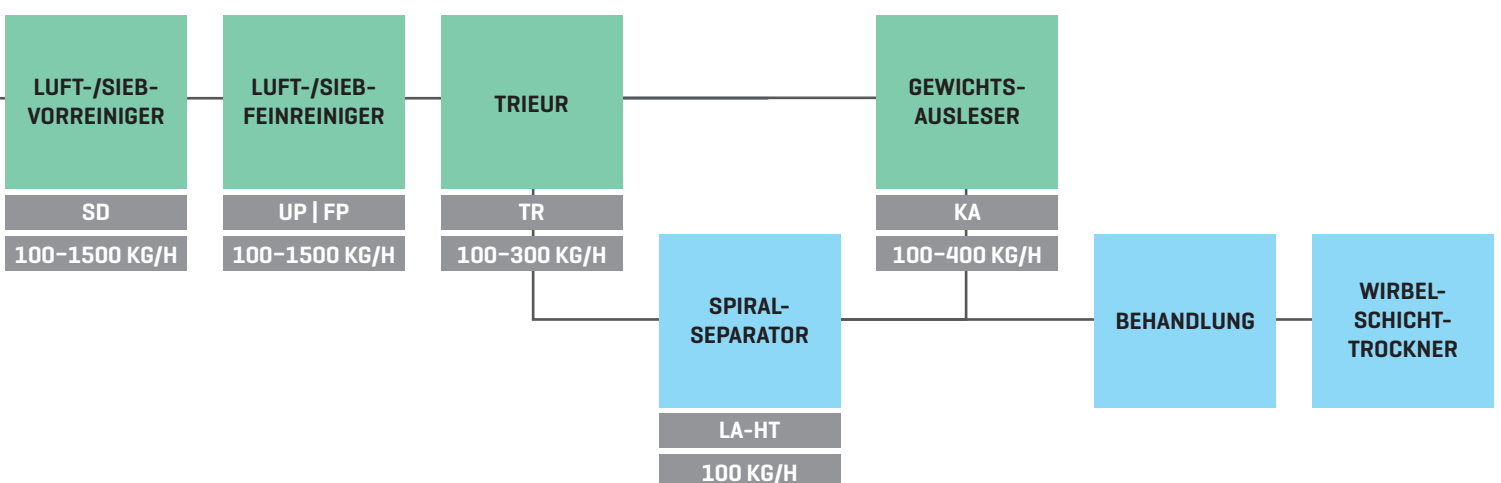 LUFT-/SIEB-
VORREINIGER
SD
100–1500 KG/H
LUFT-/SIEB-
FEINREINIGER
UP | FP
100–1500 KG/H
TRIEUR
TR
100–300 KG/H
SPIRAL-
SEPARATOR
LA-HT
100 KG/H
GEWICHTS-
AUSLESER
KA
100–400 KG/H
BEHANDLUNG
WIRBEL-
SCHICHT-
TROCKNER